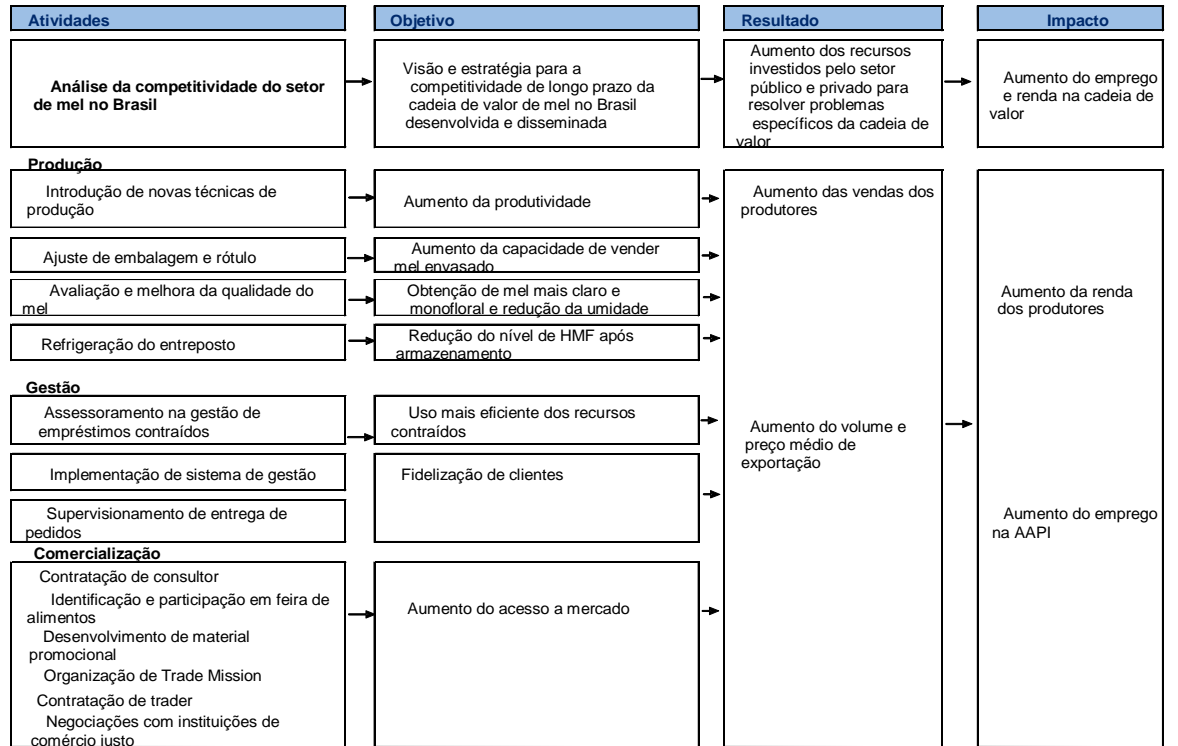 Atividades
Objetivo
Resultado
Impacto
Análise da competitividade do setor
de mel no Brasil
Visão e estratégia para a
competitividade de longo prazo da
cadeia de valor de mel no Brasil
desenvolvida e disseminada
Aumento dos recursos
investidos pelo setor
público e privado para
resolver problemas
específicos da cadeia de
valor
Aumento do emprego
e renda na cadeia de
valor
Produção
Introdução de novas técnicas de
produção
Aumento da produtividade
Aumento das vendas dos
produtores
Ajuste de embalagem e rótulo
Aumento da capacidade de vender
mel envasado
Avaliação e melhora da qualidade do
mel
Obtenção de mel mais claro e
monofloral e redução da umidade
Aumento da renda
dos produtores
Refrigeração do entreposto
Redução do nível de HMF após
armazenamento
Gestão
Assessoramento na gestão de
empréstimos contraídos
Uso mais eficiente dos recursos
contraídos
Aumento do volume e
preço médio de
exportação
Implementação de sistema de gestão
Fidelização de clientes
Supervisionamento de entrega de
pedidos
Aumento do emprego
na AAPI
Comercialização
Contratação de consultor
Identificação e participação em feira de
alimentos
Desenvolvimento de material
promocional
Organização de Trade Mission
Contratação de trader
Negociações com instituições de
comércio justo
Aumento do acesso a mercado